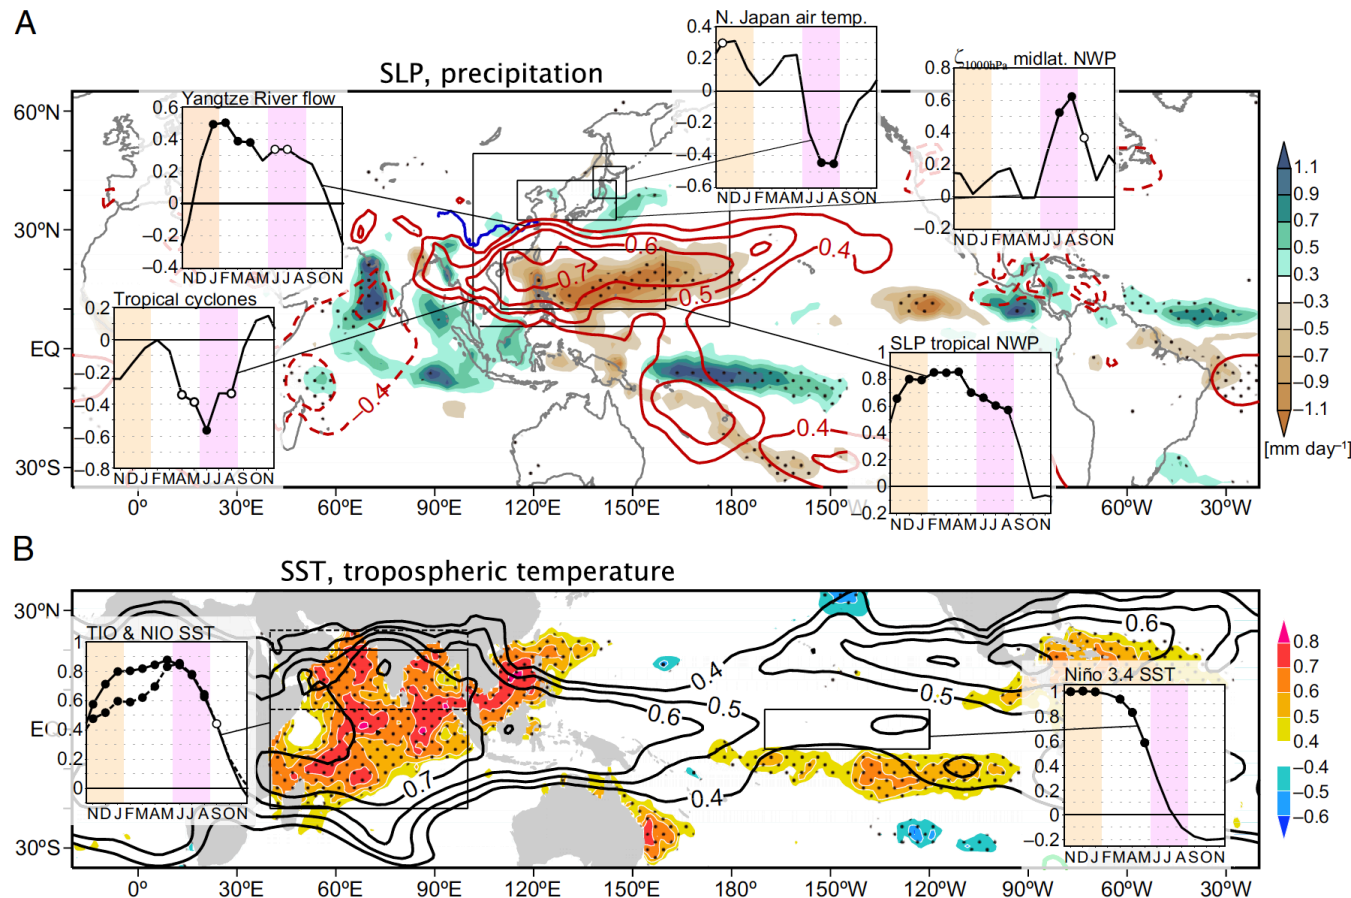 A
SLP, precipitation
60ºN
30ºN
EQ
30ºS
0º
30ºE
60ºE
90ºE
120ºE
150ºE
180º
150ºW
60ºW
30ºW
Yangtze River flow
0.6
0.4
0.2
0
−0.2
−0.4
NDJFMAMJJASON
Tropical cyclones
0.2
0
−0.2
−0.4
−0.6
−0.8
NDJFMAMJJASON
N. Japan air temp.
0.4
0.2
0
−0.2
−0.4
−0.6
NDJFMAMJJASON
ζ1000hPa midlat. NWP
0.8
0.6
0.4
0.2
0
−0.2
NDJFMAMJJASON
SLP tropical NWP
1
0.8
0.6
0.4
0.2
0
−0.2
NDJFMAMJJASON
0.6
0.7
0.5
0.4
−0.4
0.4
1.1
0.9
0.7
0.5
0.3
−0.3
−0.5
−0.7
−0.9
−1.1
[mm day⁻¹]
B
SST, tropospheric temperature
30ºN
EQ
30ºS
0º
30ºE
60ºE
90ºE
120ºE
150ºE
180º
150ºW
120ºW
90ºW
60ºW
30ºW
TIO & NIO SST
1
0.8
0.6
0.4
0.2
0
NDJFMAMJJASON
Niño 3.4 SST
1
0.8
0.6
0.4
0.2
0
−0.2
NDJFMAMJJASON
0.4
0.5
0.6
0.7
0.4
0.5
0.6
0.8
0.7
0.6
0.5
0.4
−0.4
−0.5
−0.6